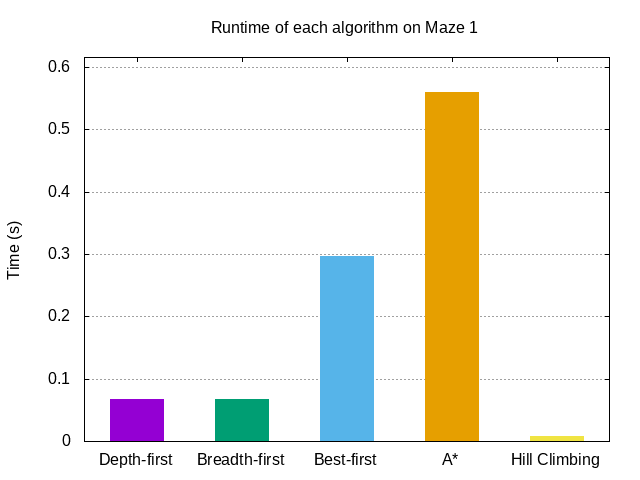 Runtime of each algorithm on Maze 1
0.6
0.5
0.4
0.3
0.2
0.1
0
Time (s)
Depth-first Breadth-first Best-first A* Hill Climbing